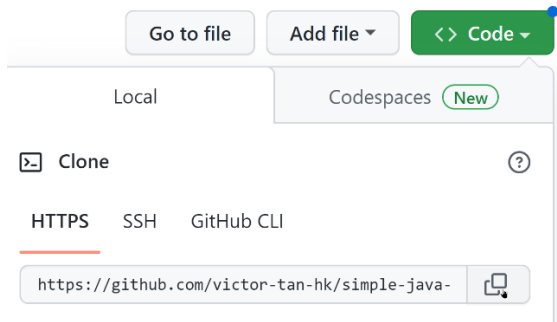 Go to file Add file <> Code
Local Codespaces New
Clone
HTTPS SSH GitHub CLI
https://github.com/victor-tan-hk/simple-java-